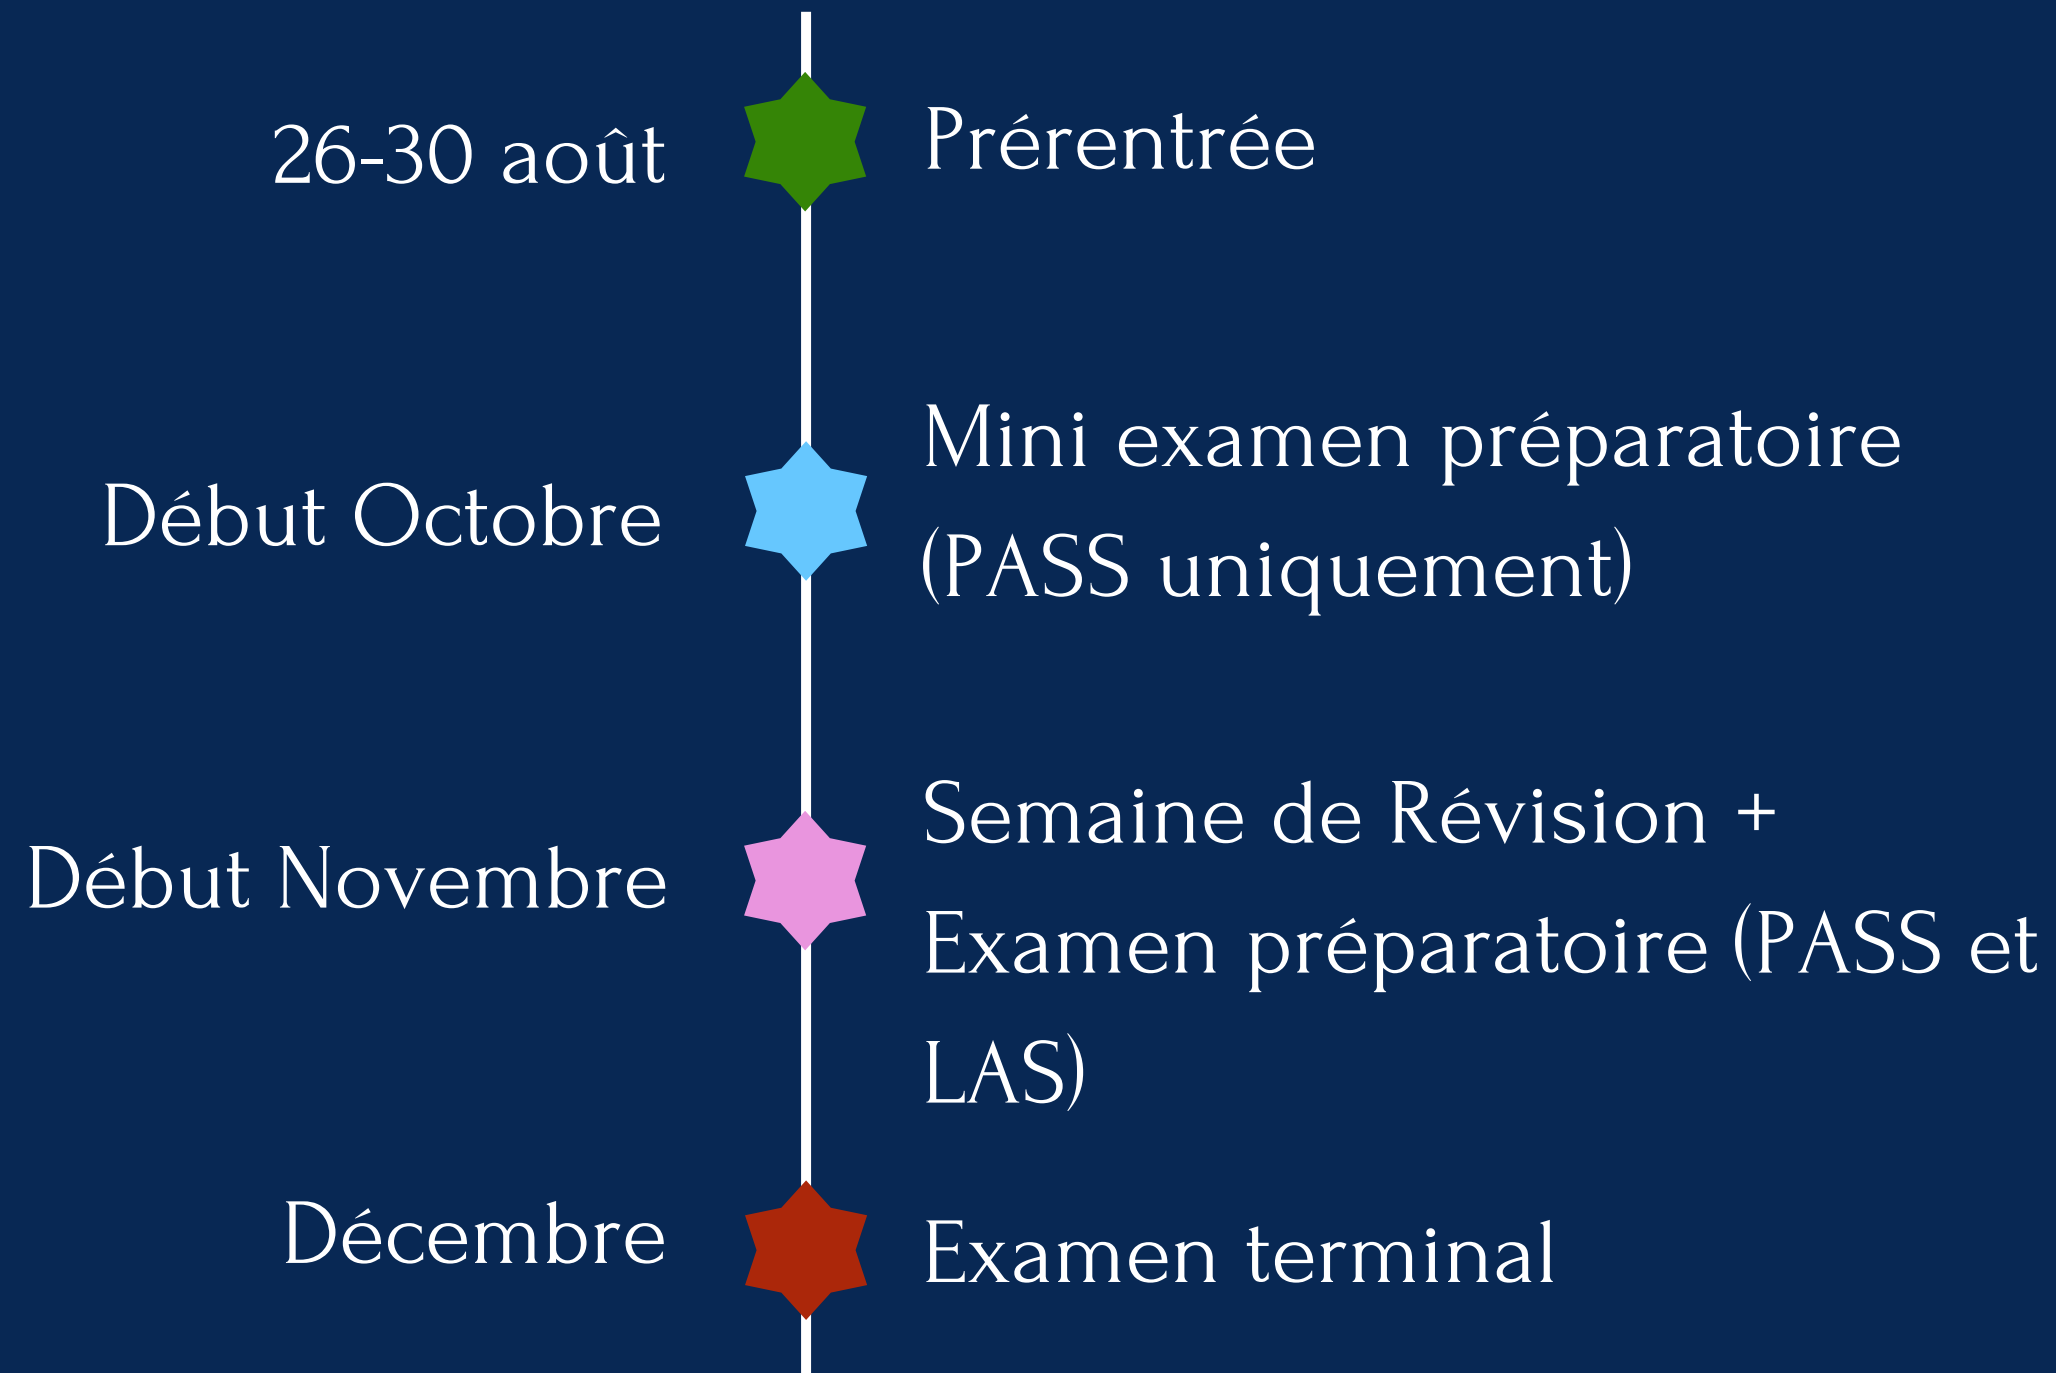 26-30 août
Prérentrée
Début Octobre
Mini examen préparatoire
(PASS uniquement)
Début Novembre
Semaine de Révision +
Examen préparatoire (PASS et
LAS)
Décembre
Examen terminal